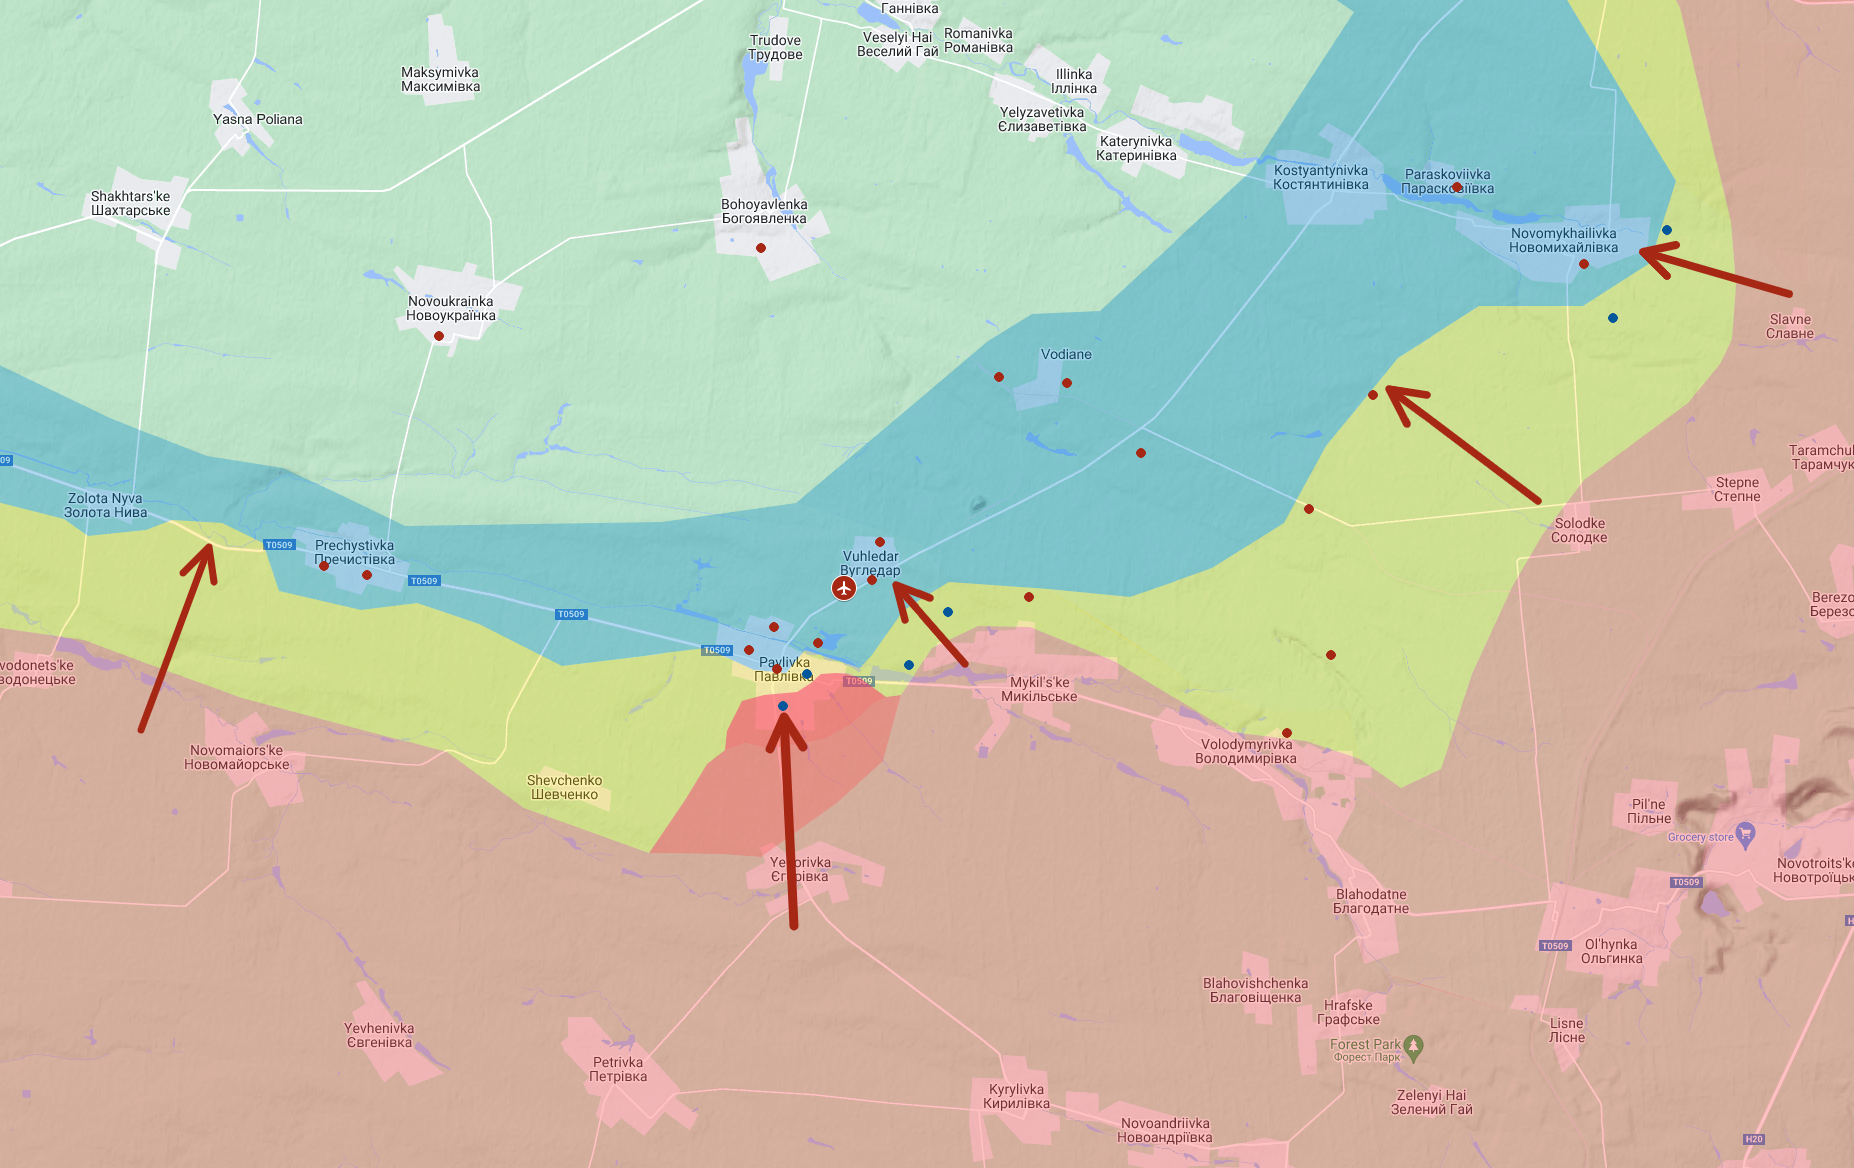 Ганнівка
Trudove
Трудове
Veselyi Hai
Веселий Гай
Romanivka
Романівка
Maksymivka
Максимівка
Illinka
Іллінка
Yasna Poliana
Yelyzavetivka
Єлизаветівка
Katerynivka
Катеринівка
Kostyantynivka
Костянтинівка
Paraskoviivka
Парасковіївка
Shakhtars'ke
Шахтарське
Bohoyavlenka
Богоявленка
Novomykhailivka
Новомихайлівка
Novoukrainka
Новоукраїнка
Slavne
Славне
Vodiane
09
Taramchuk
Тарамчук
Stepne
Степне
Zolota Nyva
Золота Нива
Solodke
Солодке
T0509
Prechystivka
Пречистівка
T0509
Vuhledar
Вугледар
T0509
Berezo
Березо
T0509
Pavlivka
Павлівка
T0509
vodonets'ke
водонецьке
Mykil's'ke
Микільське
Novomaiors'ke
Новомайорське
Volodymyrivka
Володимирівка
Shevchenko
Шевченко
Pil'ne
Пільне
Grocery store
Yehorivka
Єгорівка
Novotroits'ke
Новотроїцьк
T0509
Blahodatne
Благодатне
H
T0509
Ol'hynka
Ольгинка
Blahovishchenka
Благовіщенка
Hrafske
Графське
Yevhenivka
Євгенівка
Lisne
Лісне
Forest Park
Форест Парк
Petrivka
Петрівка
Kyrylivka
Кирилівка
Zelenyi Hai
Зелений Гай
Novoandriivka
Новоандріївка
H20